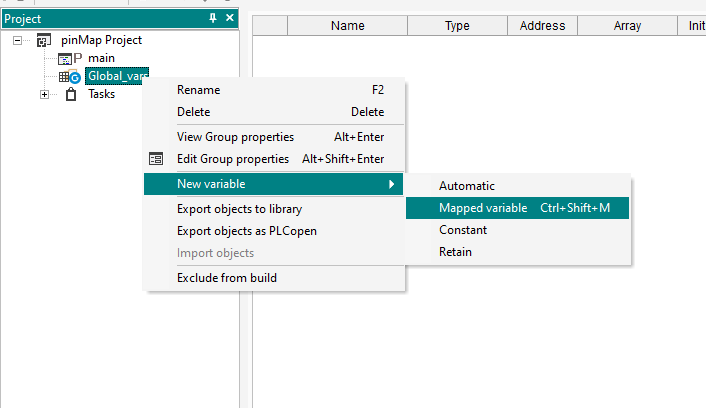 Project
Name Type Address Array Init
pinMap Project
main
Global_vars
Tasks
Rename F2
Delete Delete
View Group properties Alt+Enter
Edit Group properties Alt+Shift+Enter
New variable
Export objects to library
Export objects as PLCopen
Import objects
Exclude from build
Automatic
Mapped variable Ctrl+Shift+M
Constant
Retain